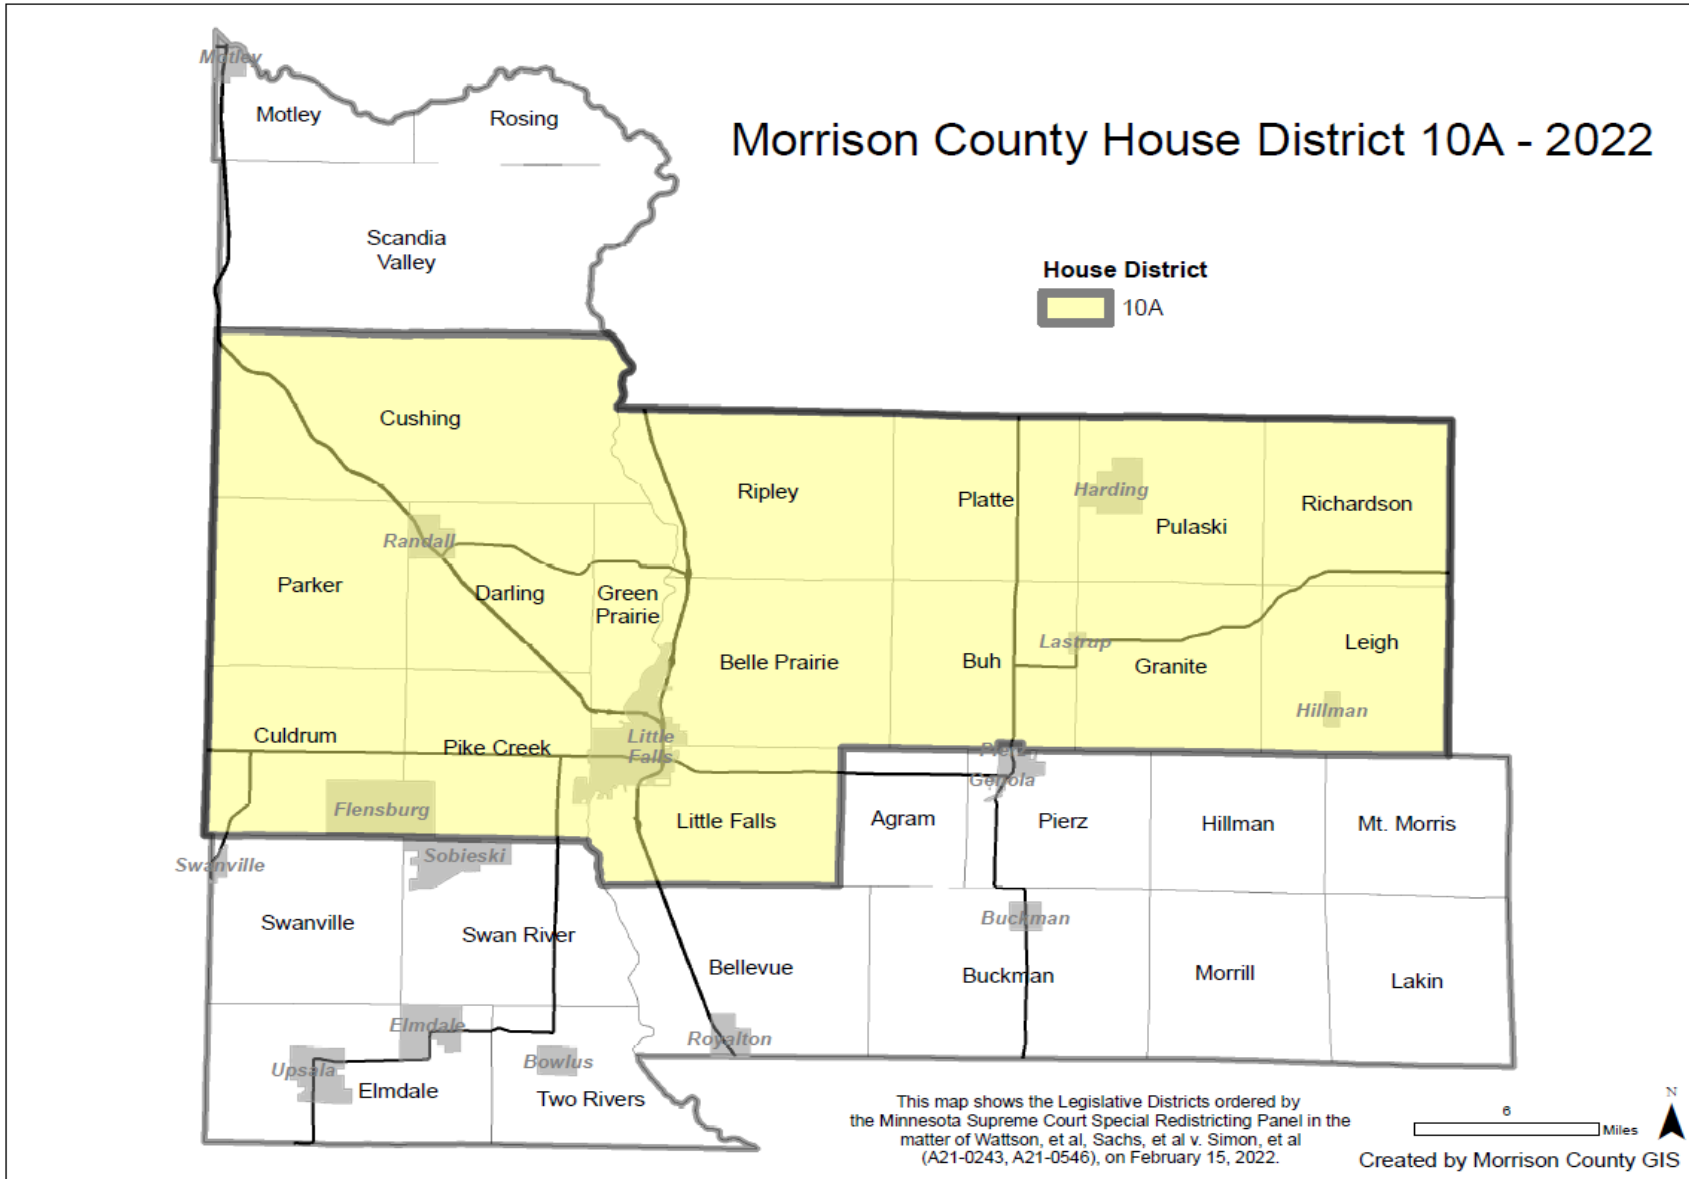 Motley
Motley
Rosing
Morrison County House District 10A - 2022
Scandia
Valley
House District
10A
Cushing
Ripley
Platte
Harding
Richardson
Pulaski
Randall
Parker
Darling
Green
Prairie
Lastrup
Leigh
Belle Prairie
Buh
Granite
Hillman
Culdrum
Pike Creek
Little
Falls
Pierz
Genola
Flensburg
Little Falls
Agram
Pierz
Hillman
Mt. Morris
Swanville
Sobieski
Swanville
Swan River
Buckman
Bellevue
Buckman
Morrill
Lakin
Elmdale
Royalton
Upsala
Bowlus
Elmdale
Two Rivers
This map shows the Legislative Districts ordered by
the Minnesota Supreme Court Special Redistricting Panel in the
matter of Wattson, et al, Sachs, et al v. Simon, et al
(A21-0243, A21-0546), on February 15, 2022.
N
6
Miles
Created by Morrison County GIS